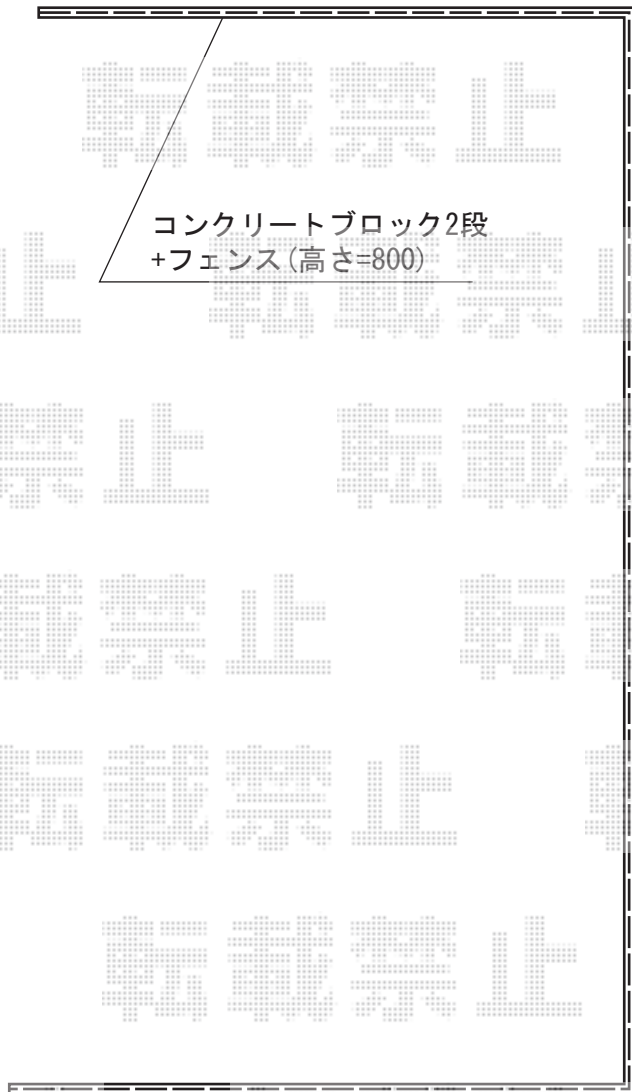 転載禁止
コンクリートブロック2段
+フェンス(高さ=800)
止 転載禁止
禁止 転載禁
載禁止 転載
転載禁止 転
転載禁止